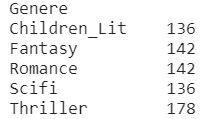 Genere
Children_Lit 136
Fantasy 142
Romance 142
Scifi 136
Thriller 178